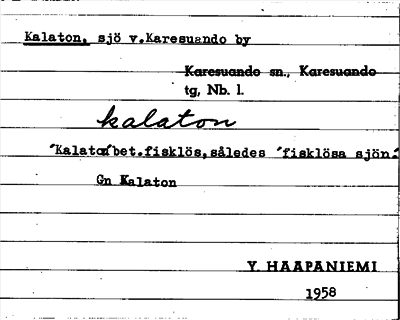 Kalaton, sjö v.Karesuando by
Karesuando sn., Karesuando
tg, Nb. l.
kalaton
"Kalaton"bet.fisklös,således "fisklösa sjön"
Gn Kalaton
Y. HAAPANIEMI
1958